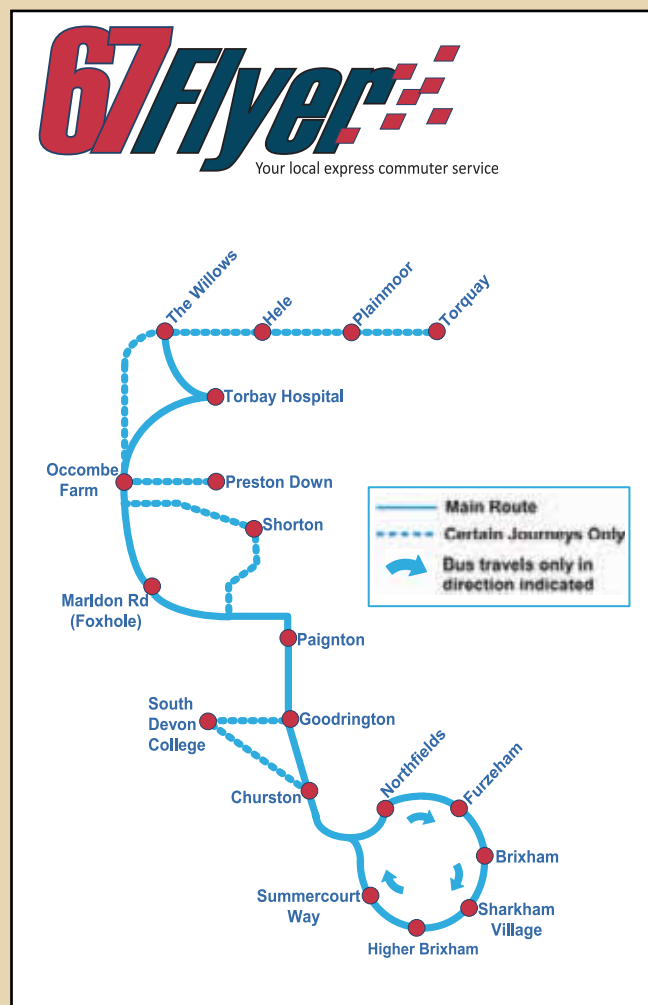 67Flyer
Your local express commuter service
The Willows
Hele
Plainmoor
Torquay
Torbay Hospital
Occombe
Farm
Preston Down
Shorton
Main Route
Certain Journeys Only
Bus travels only in
direction indicated
Marldon Rd
(Foxhole)
Paignton
South
Devon
College
Goodrington
Churston
Northfields
Furzeham
Brixham
Summercourt
Way
Sharkham
Village
Higher Brixham